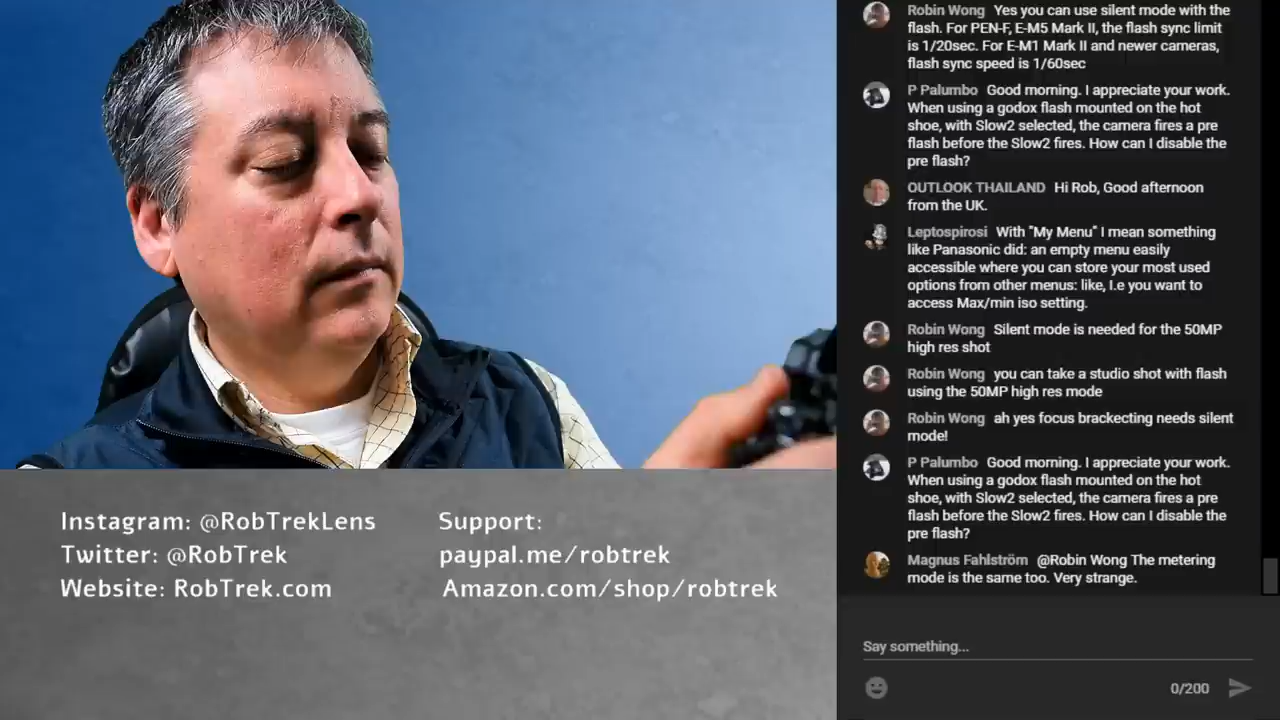 Instagram: @RobTrekLens
Twitter: @RobTrek
Website: RobTrek.com
Support:
paypal.me/robtrek
Amazon.com/shop/robtrek
Robin Wong Yes you can use silent mode with the
flash. For PEN-F, E-M5 Mark II, the flash sync limit
is 1/20sec. For E-M1 Mark II and newer cameras,
flash sync speed is 1/60sec
P Palumbo Good morning. I appreciate your work.
When using a godox flash mounted on the hot
shoe, with Slow2 selected, the camera fires a pre
flash before the Slow2 fires. How can I disable the
pre flash?
OUTLOOK THAILAND Hi Rob, Good afternoon
from the UK.
Leptospirosi With "My Menu" I mean something
like Panasonic did: an empty menu easily
accessible where you can store your most used
options from other menus: like, I.e you want to
access Max/min iso setting.
Robin Wong Silent mode is needed for the 50MP
high res shot
Robin Wong you can take a studio shot with flash
using the 50MP high res mode
Robin Wong ah yes focus brackecting needs silent
mode!
P Palumbo Good morning. I appreciate your work.
When using a godox flash mounted on the hot
shoe, with Slow2 selected, the camera fires a pre
flash before the Slow2 fires. How can I disable the
pre flash?
Magnus Fahlström @Robin Wong The metering
mode is the same too. Very strange.
Say something...
0/200